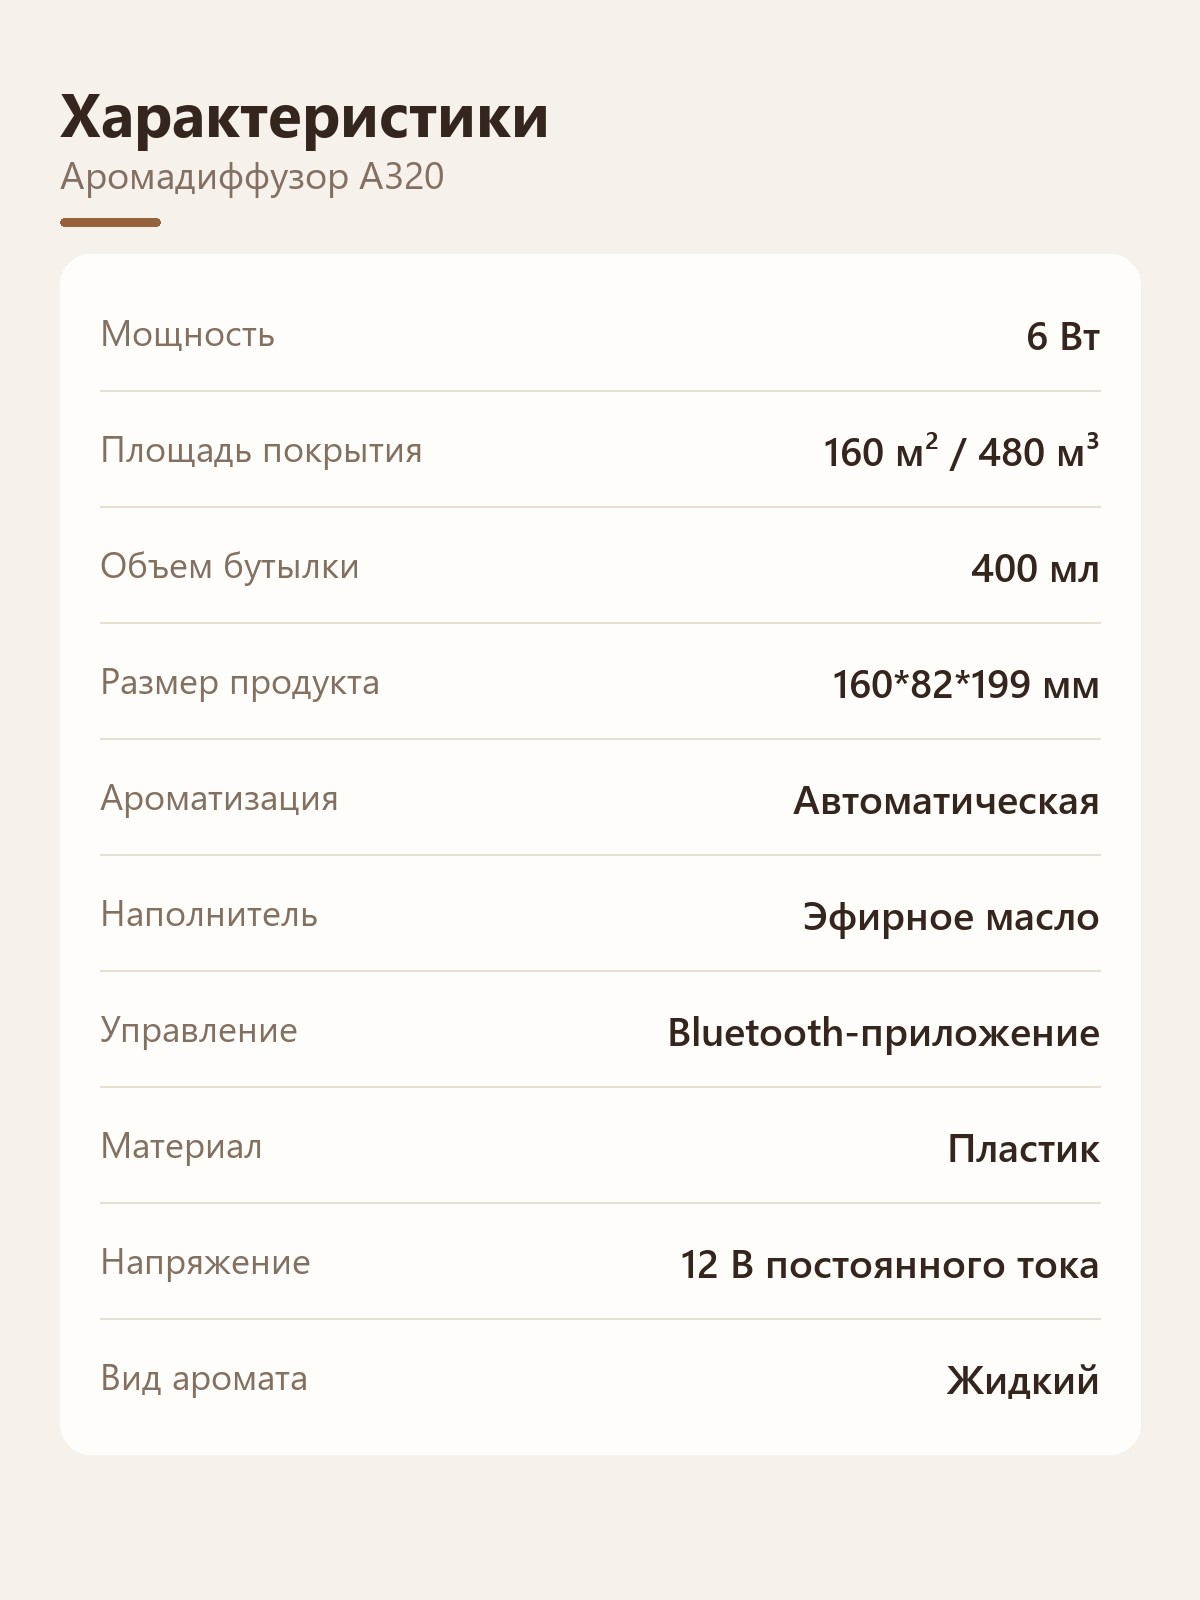 Характеристики
Аромадиффузор A320
Мощность 6 Вт
Площадь покрытия 160 м² / 480 м³
Объем бутылки 400 мл
Размер продукта 160*82*199 мм
Ароматизация Автоматическая
Наполнитель Эфирное масло
Управление Bluetooth-приложение
Материал Пластик
Напряжение 12 В постоянного тока
Вид аромата Жидкий